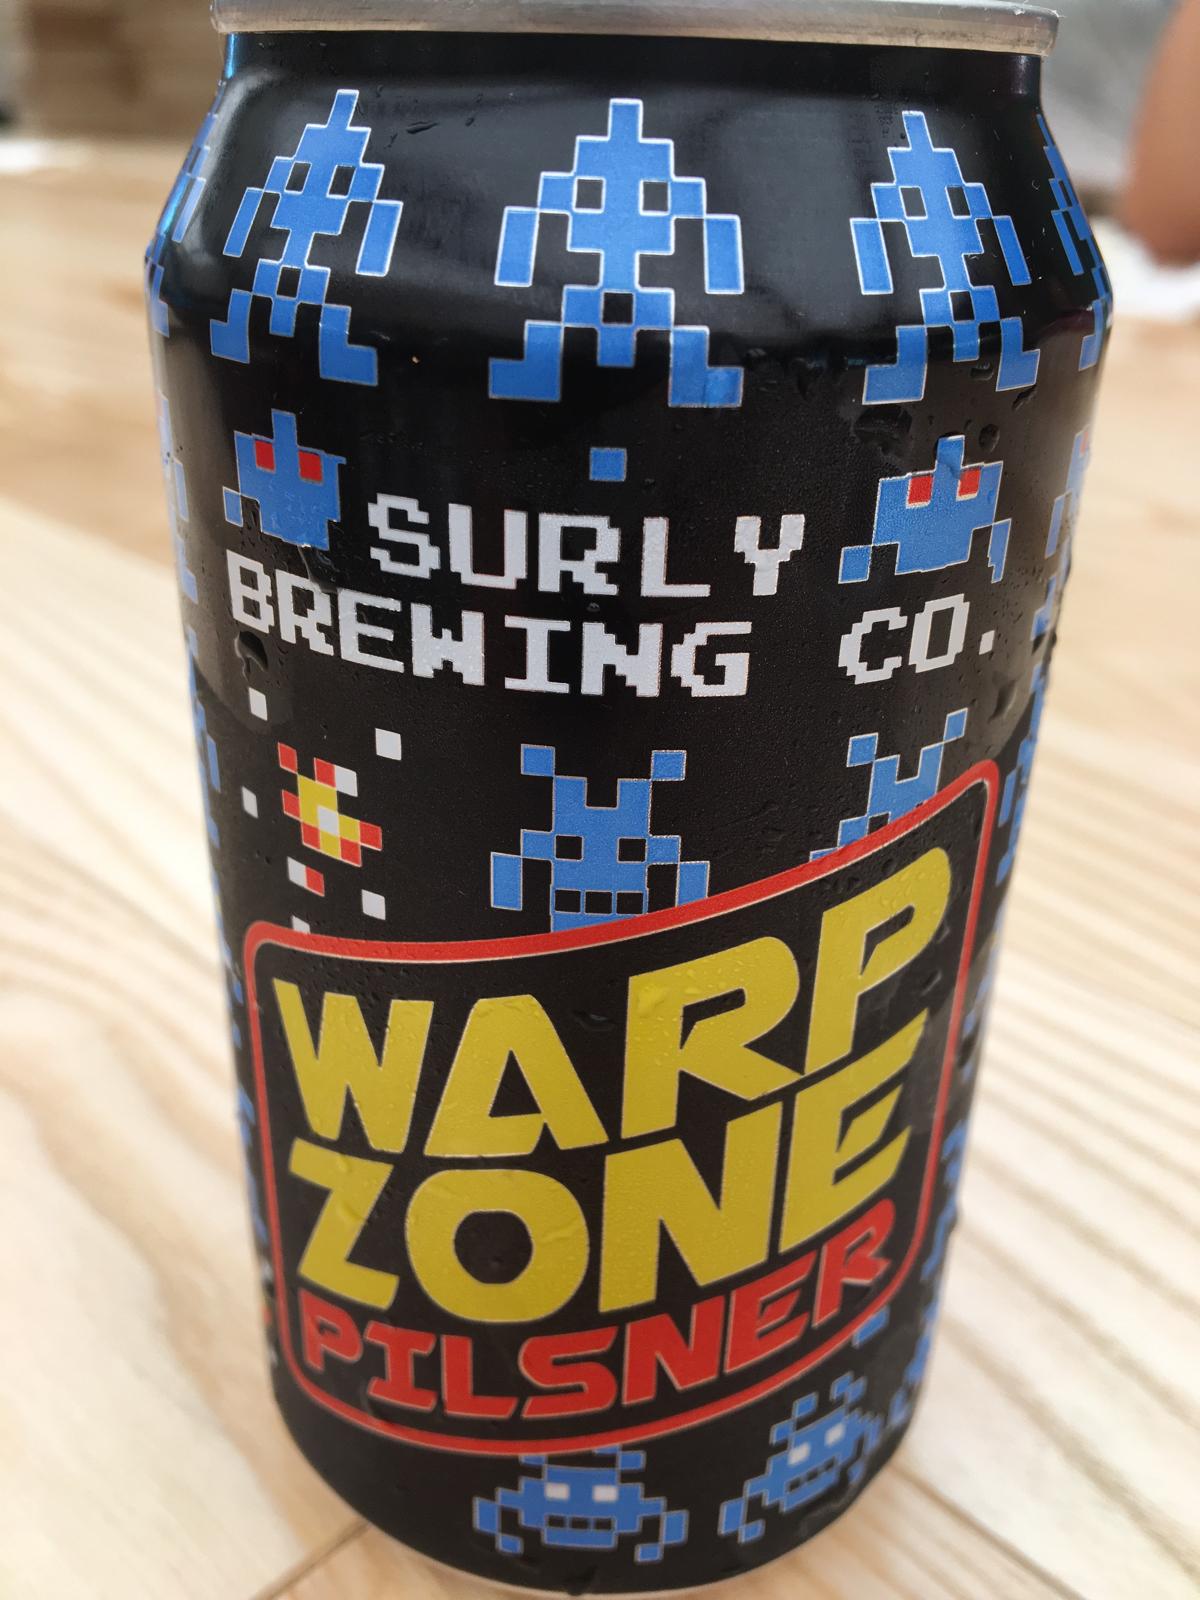 SURLY
BREWING CO.
WARP
ZONE
PILSNER